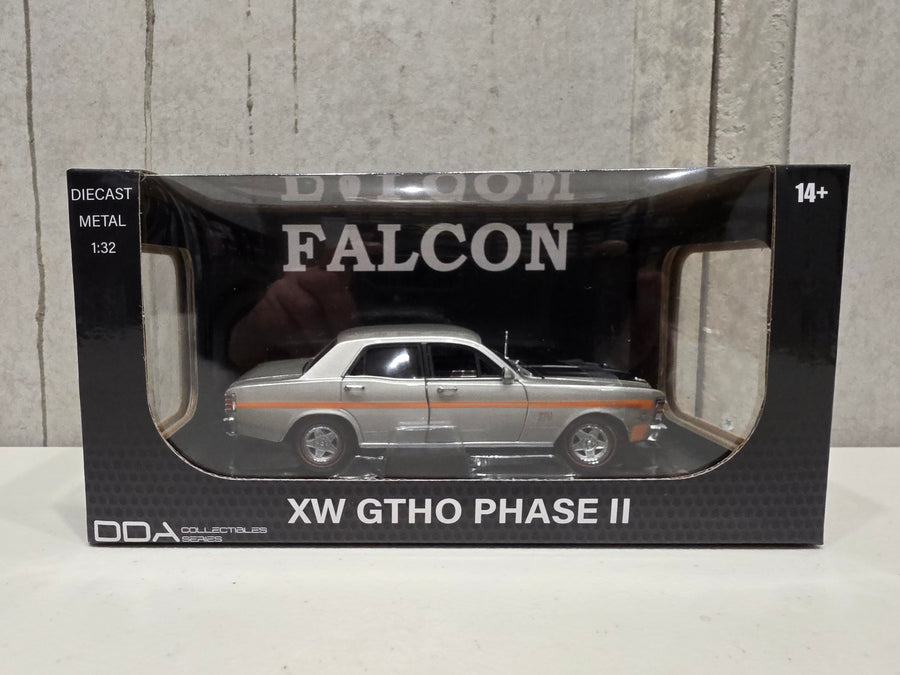 DIECAST
METAL
1:32
14+
FALCON
XW GTHO PHASE II
DDA COLLECTIBLES
SERIES